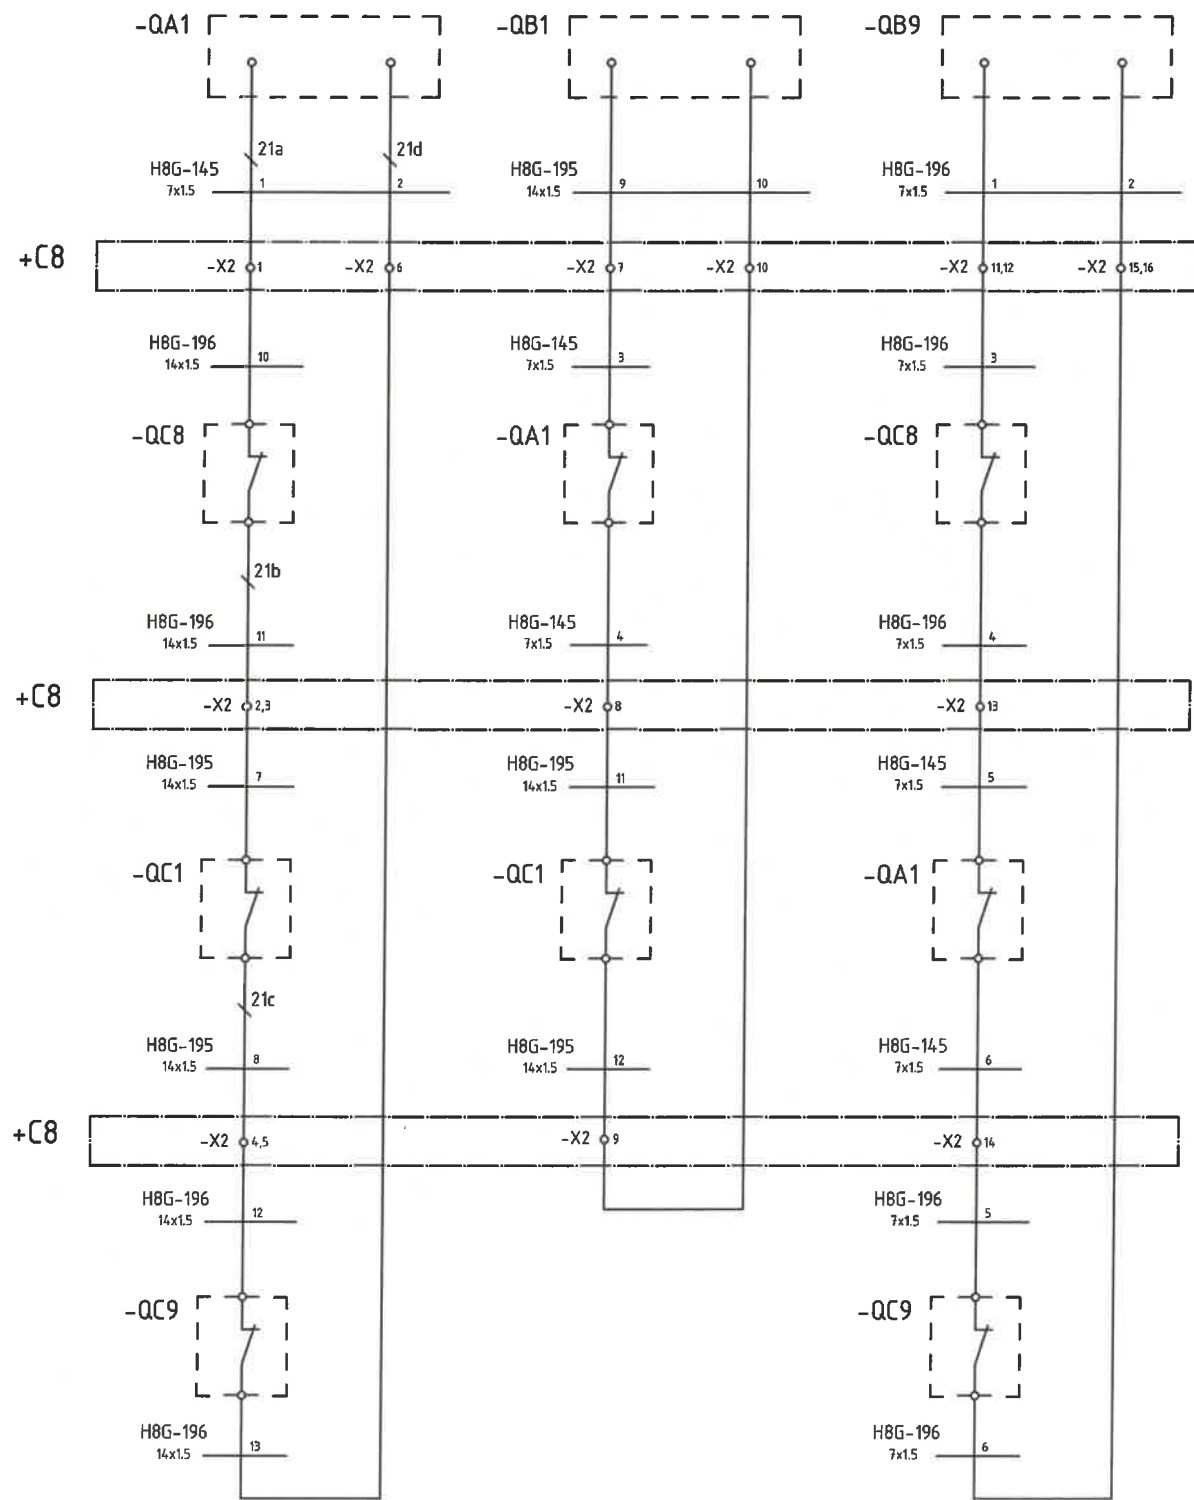 -QA1 -QB1 -QB9
21a 21d
H8G-145 H8G-195 H8G-196
7x1.5 1 2 14x1.5 9 10 7x1.5 1 2
+C8 -X2 1 -X2 6 -X2 7 -X2 10 -X2 11,12 -X2 15,16
H8G-196 H8G-145 H8G-196
14x1.5 10 7x1.5 3 7x1.5 3
-QC8 -QA1 -QC8
21b
H8G-196 H8G-145 H8G-196
14x1.5 11 7x1.5 4 7x1.5 4
+C8 -X2 2,3 -X2 8 -X2 13
H8G-195 H8G-195 H8G-145
14x1.5 7 14x1.5 11 7x1.5 5
-QC1 -QC1 -QA1
21c
H8G-195 H8G-195 H8G-145
14x1.5 8 14x1.5 12 7x1.5 6
+C8 -X2 4,5 -X2 9 -X2 14
H8G-196 H8G-196
14x1.5 12 7x1.5 5
-QC9 -QC9
H8G-196 H8G-196
14x1.5 13 7x1.5 6